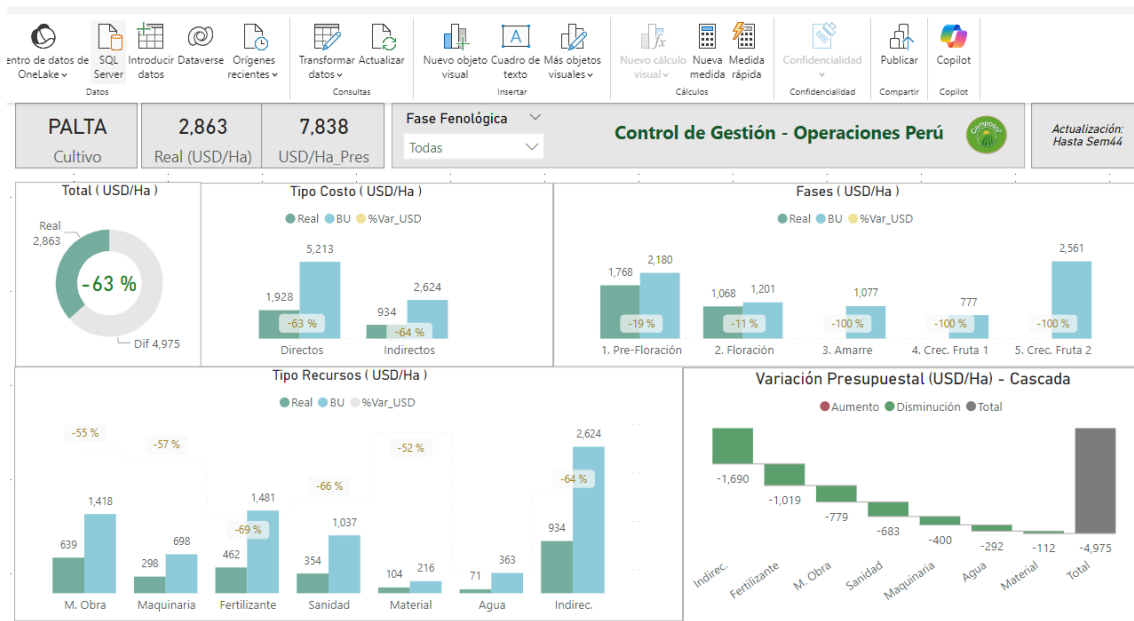 entro de datos de OneLake
SQL Server
Introducir datos
Dataverse
Orígenes recientes
Transformar datos
Actualizar
Nuevo objeto visual
Cuadro de texto
Más objetos visuales
Nuevo cálculo visual
Nueva medida
Medida rápida
Confidencialidad
Publicar
Copilot
Datos
Consultas
Insertar
Cálculos
Confidencialidad
Compartir
Copilot
PALTA
Cultivo
2,863
Real (USD/Ha)
7,838
USD/Ha_Pres
Fase Fenológica
Todas
Control de Gestión - Operaciones Perú
Camposol
Actualización:
Hasta Sem44
Total ( USD/Ha )
Real
2,863
-63 %
Dif 4,975
Tipo Costo ( USD/Ha )
Real BU %Var_USD
5,213
1,928
2,624
934
-63 %
-64 %
Directos Indirectos
Fases ( USD/Ha )
Real BU %Var_USD
1,768 2,180
1,068 1,201
1,077
777
2,561
-19 % -11 % -100 % -100 % -100 %
1. Pre-Floración 2. Floración 3. Amarre 4. Crec. Fruta 1 5. Crec. Fruta 2
Tipo Recursos ( USD/Ha )
Real BU %Var_USD
-55 % -57 % -69 % -66 % -52 % -64 %
639 1,418
298 698
462 1,481
354 1,037
104 216
71 363
934 2,624
M. Obra Maquinaria Fertilizante Sanidad Material Agua Indirec.
Variación Presupuestal (USD/Ha) - Cascada
Aumento Disminución Total
-1,690 -1,019 -779 -683 -400 -292 -112 -4,975
Indirec. Fertilizante M. Obra Sanidad Maquinaria Agua Material Total